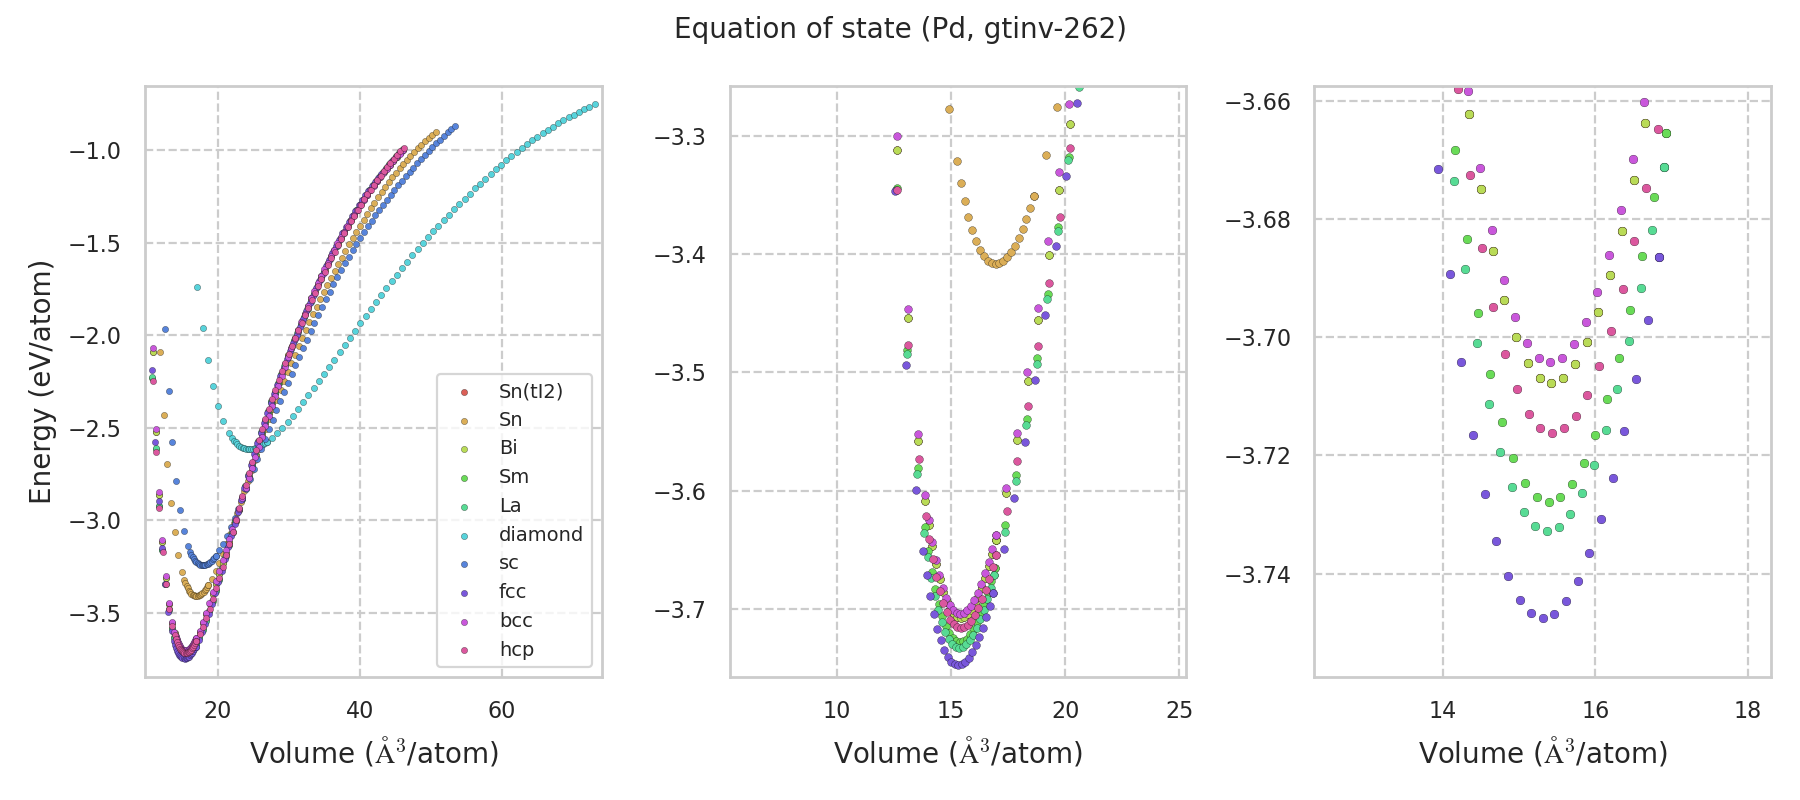 Equation of state (Pd, gtinv-262)
Energy (eV/atom)
−1.0
−1.5
−2.0
−2.5
−3.0
−3.5
20
40
60
Volume (Å³/atom)
Sn(tI2)
Sn
Bi
Sm
La
diamond
sc
fcc
bcc
hcp
−3.3
−3.4
−3.5
−3.6
−3.7
10
15
20
25
Volume (Å³/atom)
−3.66
−3.68
−3.70
−3.72
−3.74
14
16
18
Volume (Å³/atom)